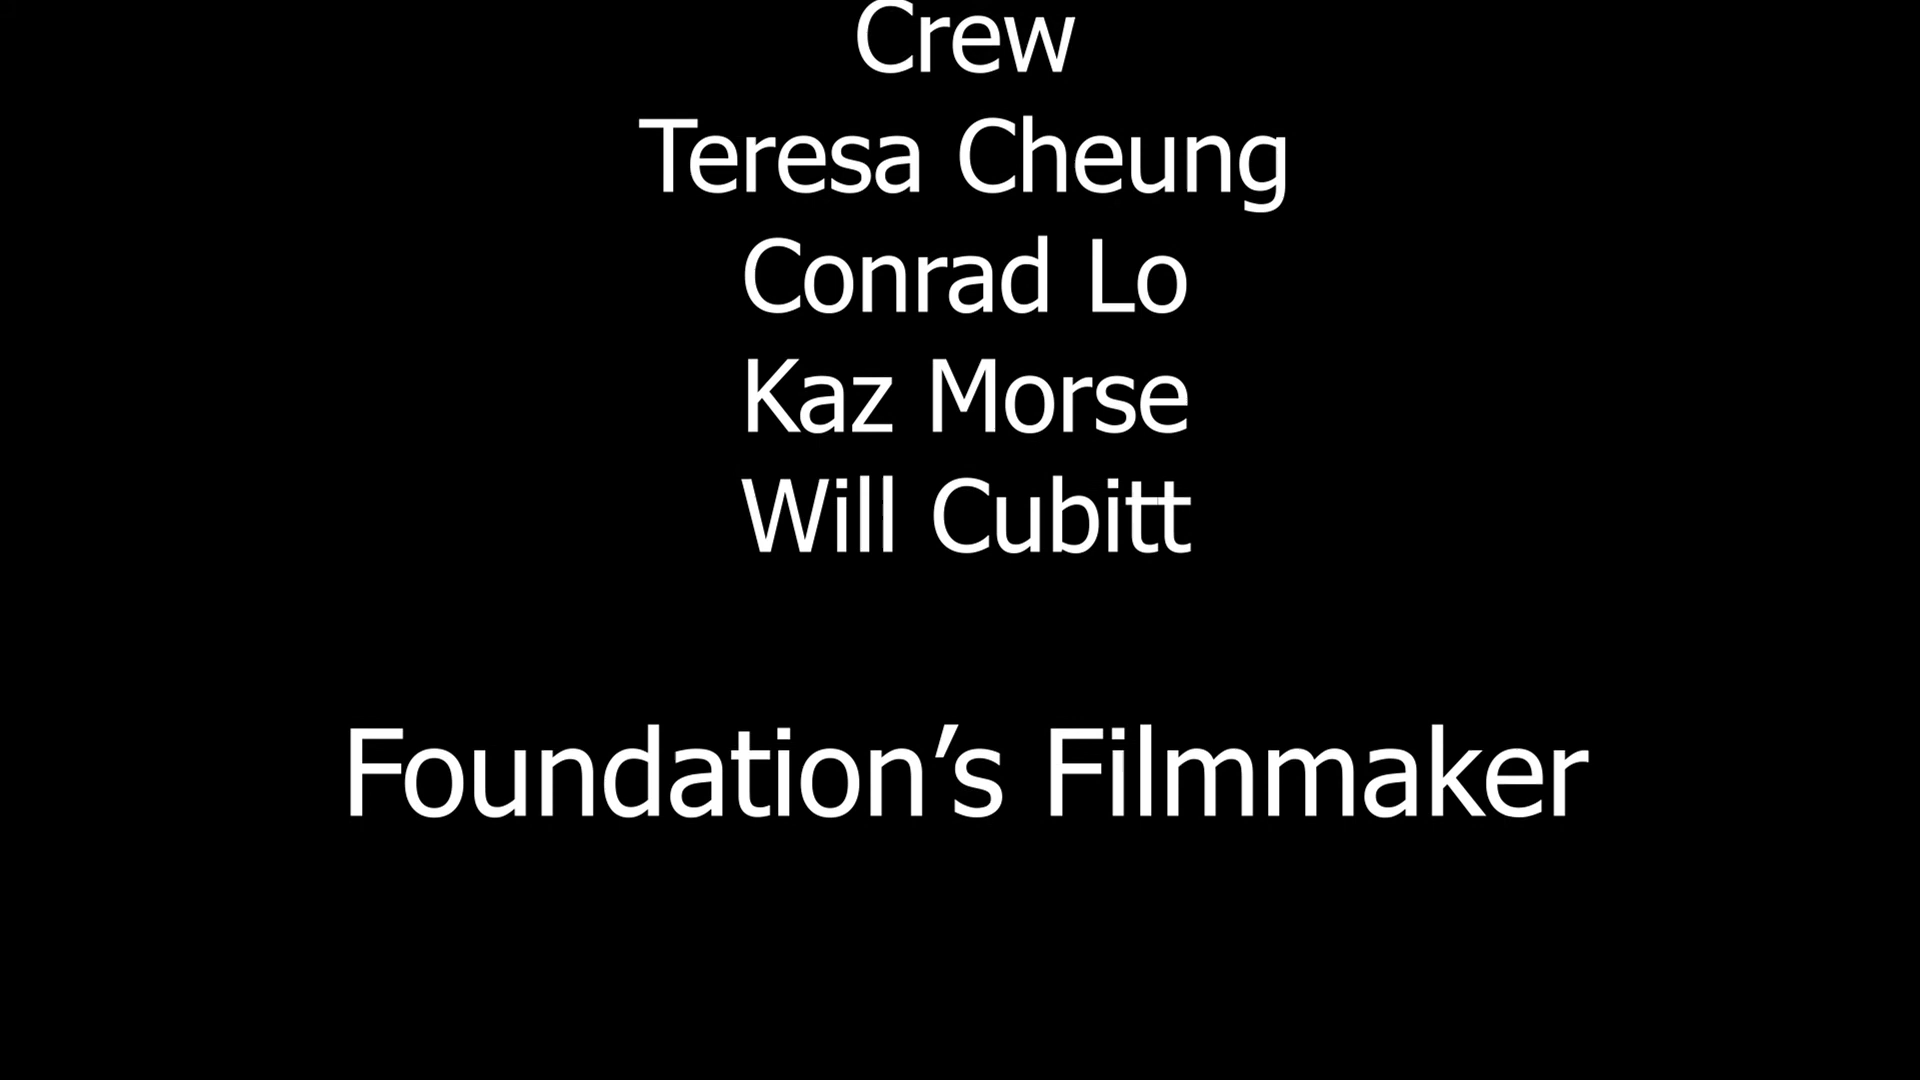 Crew
Teresa Cheung
Conrad Lo
Kaz Morse
Will Cubitt
Foundation’s Filmmaker